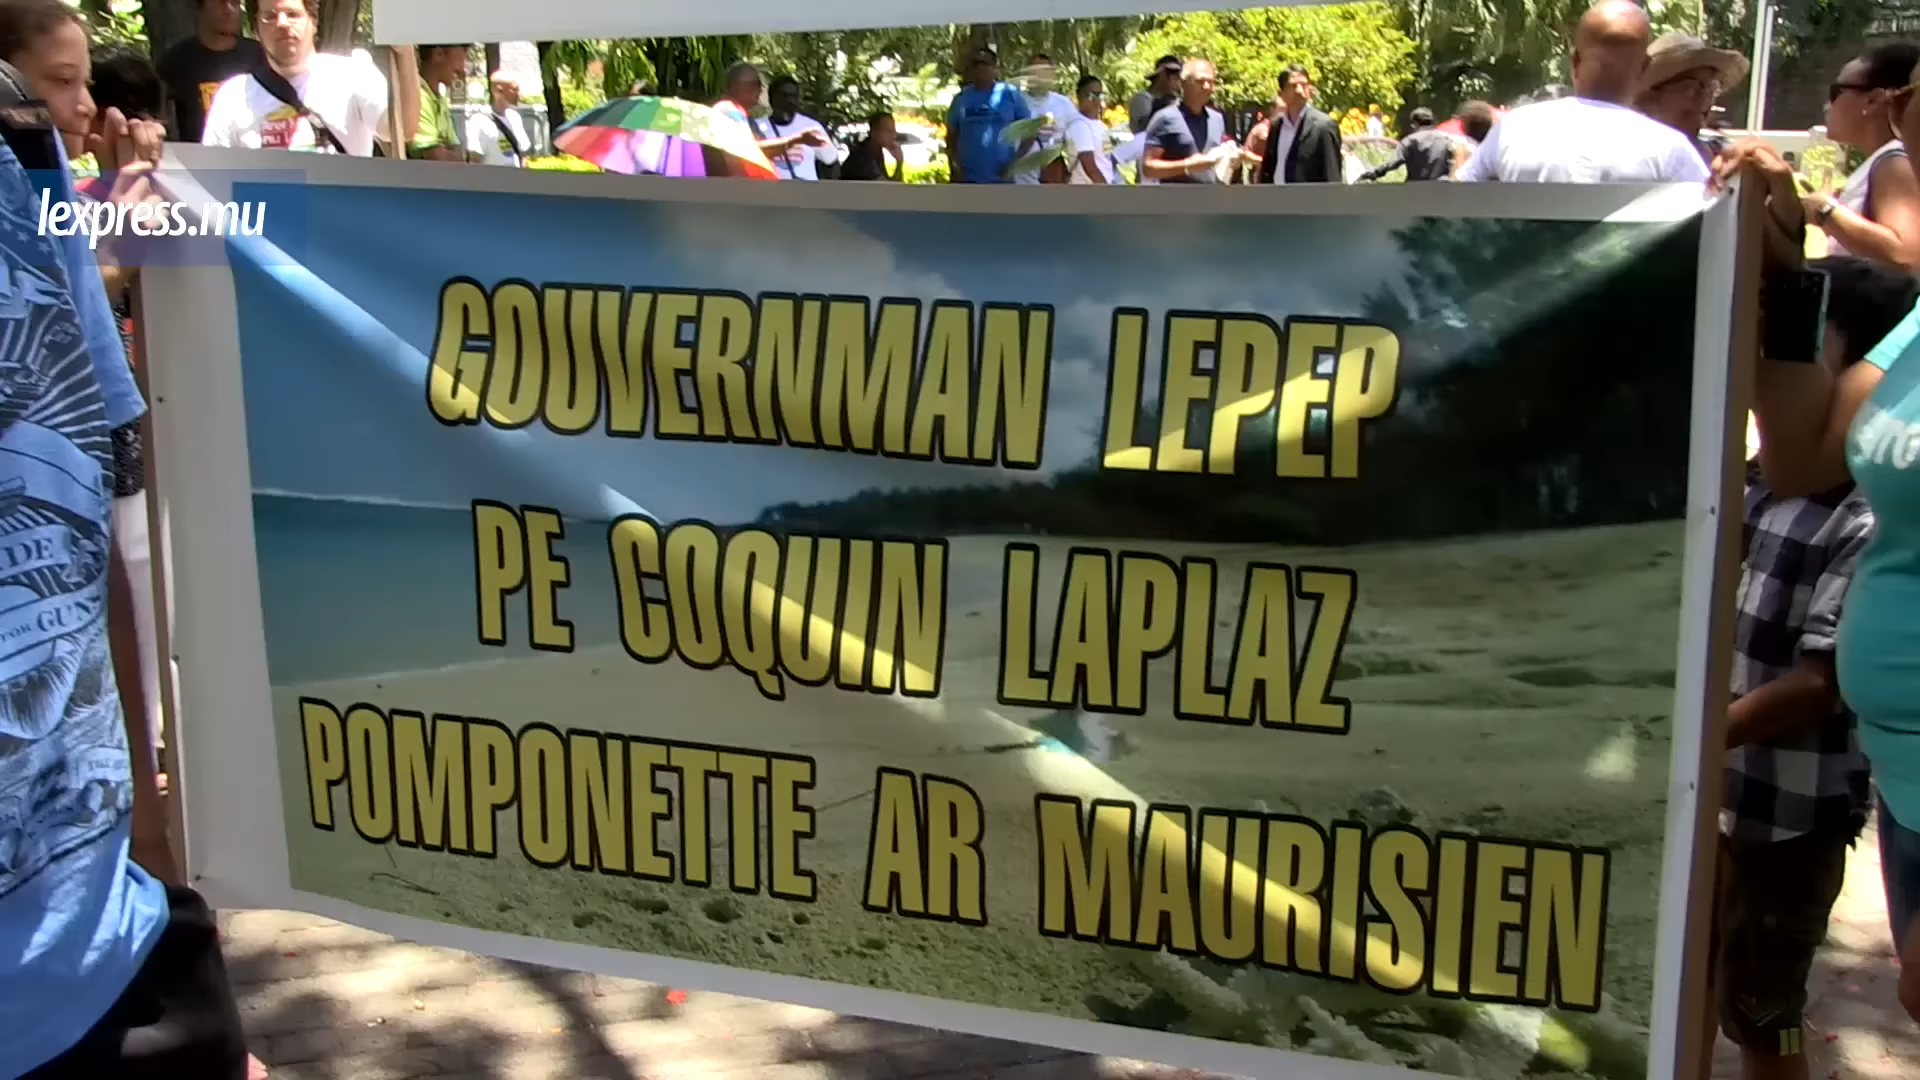 lexpress.mu
GOUVERNMAN LEPEP
PE COQUIN LAPLAZ
POMPONETTE AR MAURISIEN